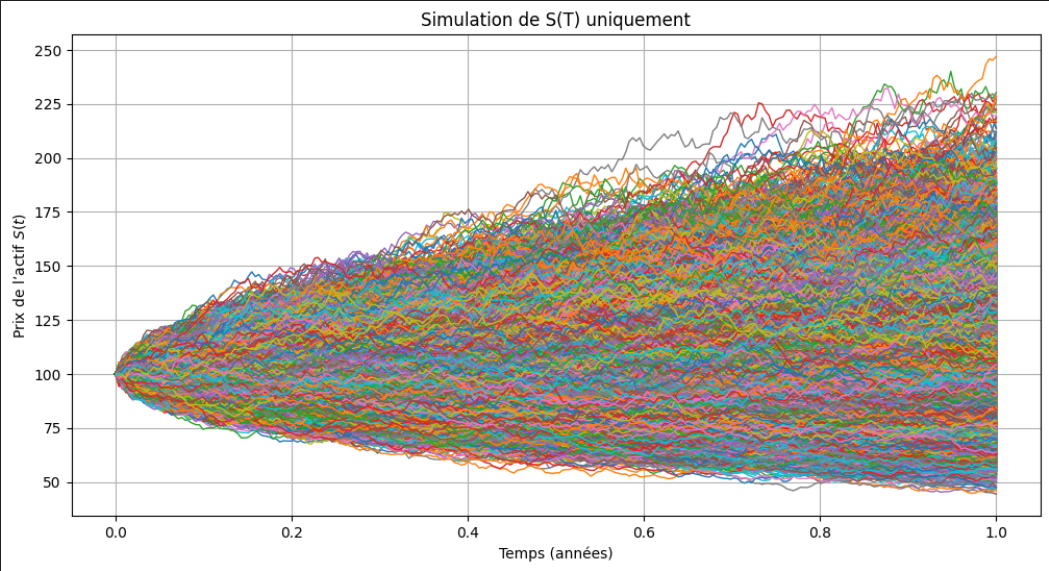 Simulation de S(T) uniquement
250
225
200
175
150
125
100
75
50
Prix de l'actif S(t)
0.0 0.2 0.4 0.6 0.8 1.0
Temps (années)